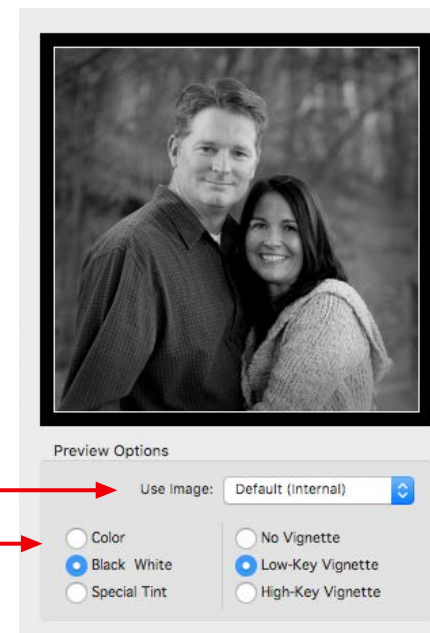 Preview Options
Use Image: Default (Internal)
Color
No Vignette
Black White
Low-Key Vignette
Special Tint
High-Key Vignette